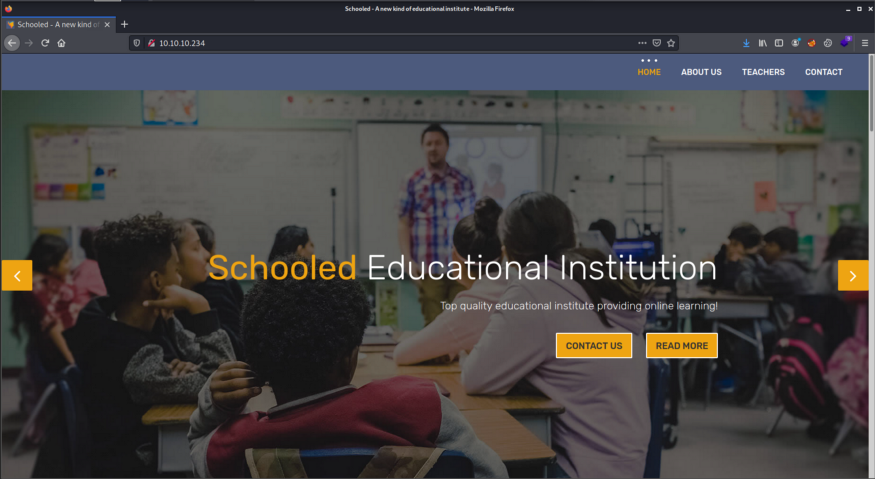 Schooled - A new kind of educational institute - Mozilla Firefox
Schooled - A new kind of
10.10.10.234
HOME
ABOUT US
TEACHERS
CONTACT
Schooled Educational Institution
Top quality educational institute providing online learning!
CONTACT US
READ MORE